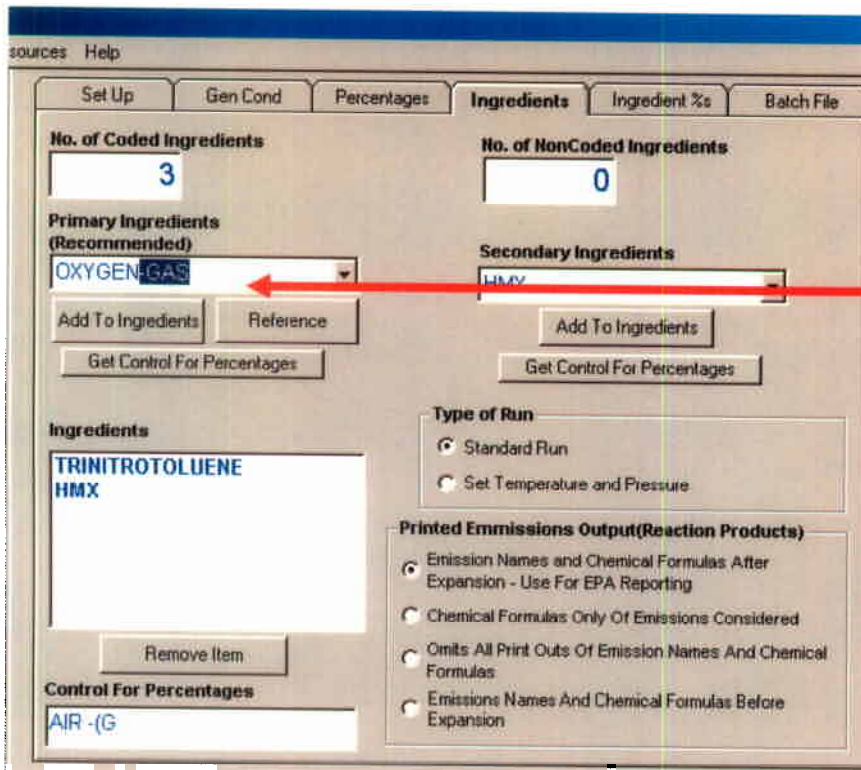 sources Help
Set Up Gen Cond Percentages Ingredients Ingredient %s Batch File
No. of Coded Ingredients
3
No. of NonCoded Ingredients
0
Primary Ingredients
(Recommended)
OXYGEN-GAS
Secondary Ingredients
HMX
Add To Ingredients Reference
Get Control For Percentages
Add To Ingredients
Get Control For Percentages
Ingredients
TRINITROTOLUENE
HMX
Remove Item
Control For Percentages
AIR -(G
Type of Run
Standard Run
Set Temperature and Pressure
Printed Emmissions Output(Reaction Products)
Emission Names and Chemical Formulas After
Expansion - Use For EPA Reporting
Chemical Formulas Only Of Emissions Considered
Omits All Print Outs Of Emission Names And Chemical
Formulas
Emissions Names And Chemical Formulas Before
Expansion